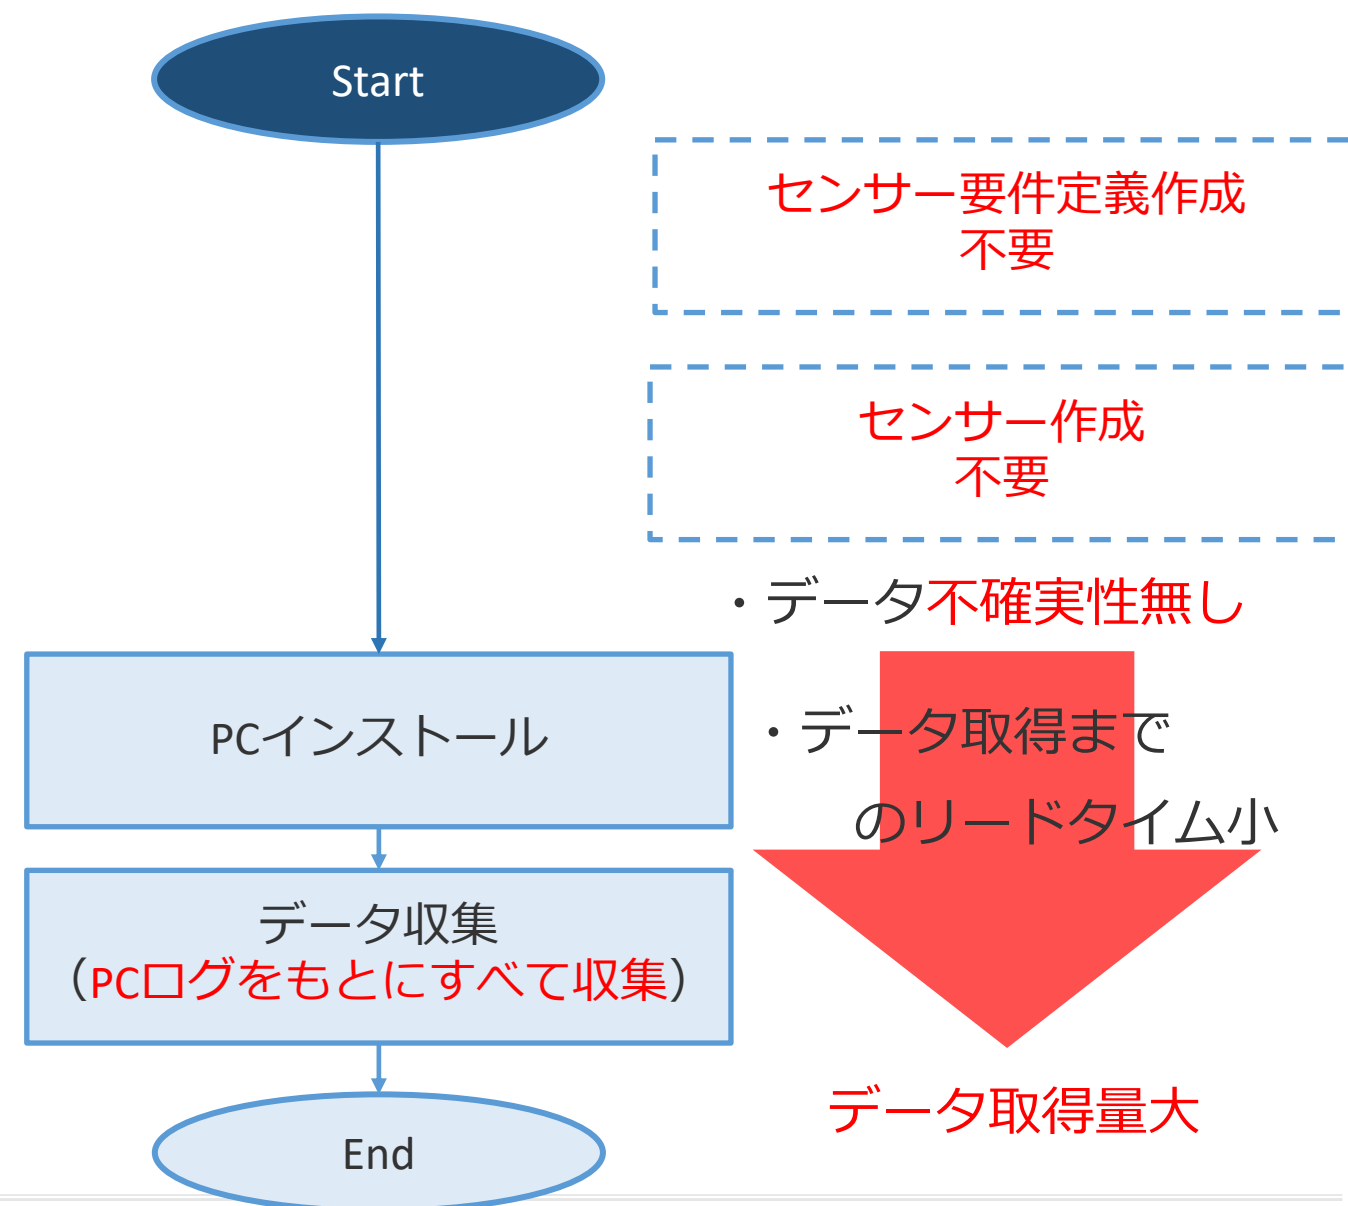 Start
センサー要件定義作成
不要
センサー作成
不要
・データ不確実性無し
PCインストール
・データ取得まで
のリードタイム小
データ収集
(PCログをもとにすべて収集)
データ取得量大
End